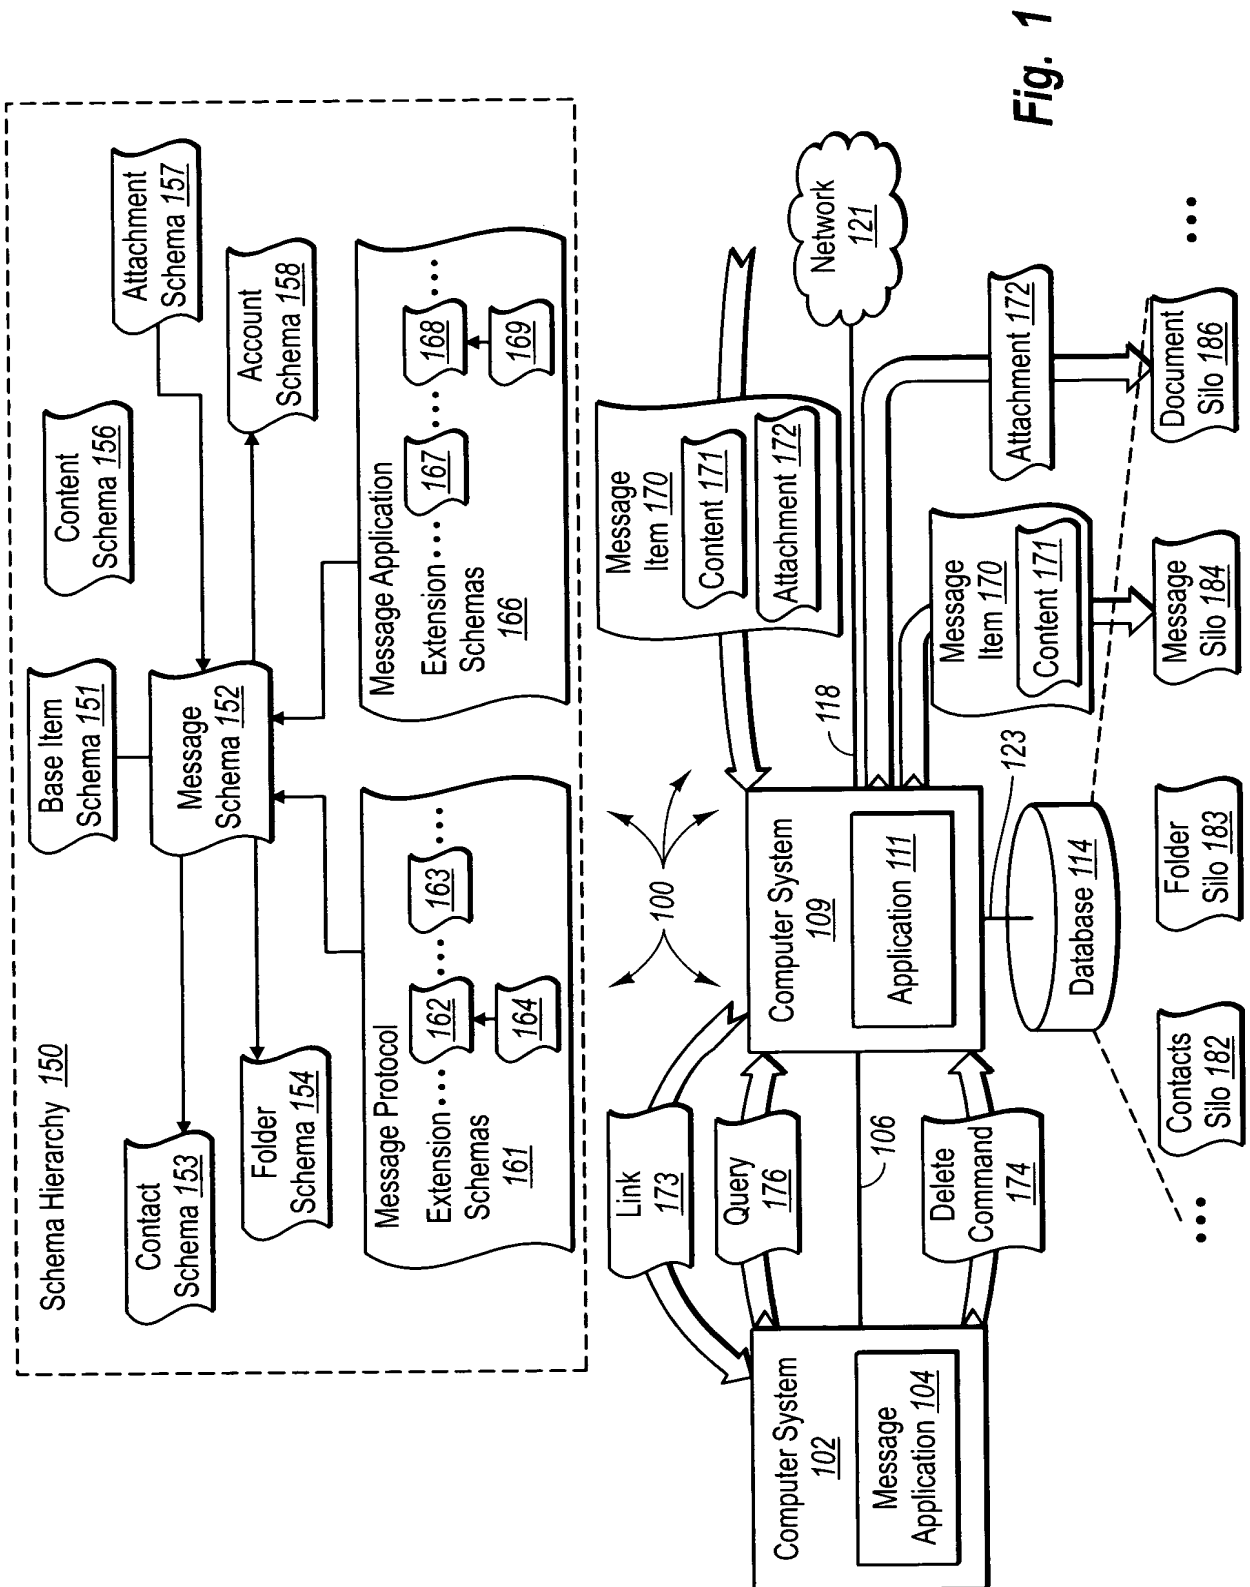 Schema Hierarchy 150
Base Item
Schema 151
Content
Schema 156
Attachment
Schema 157
Contact
Schema 153
Message
Schema 152
Account
Schema 158
Folder
Schema 154
Message Protocol
Extension
Schemas
161
162
163
164
Message Application
Extension
Schemas
166
167
168
169
100
Link
173
Query
176
Message
Item 170
Content 171
Attachment 172
Computer System
102
Message
Application 104
106
Delete
Command
174
Computer System
109
Application 111
118
Network
121
123
Database 114
Message
Item 170
Content 171
Attachment 172
Contacts
Silo 182
Folder
Silo 183
Message
Silo 184
Document
Silo 186
Fig. 1